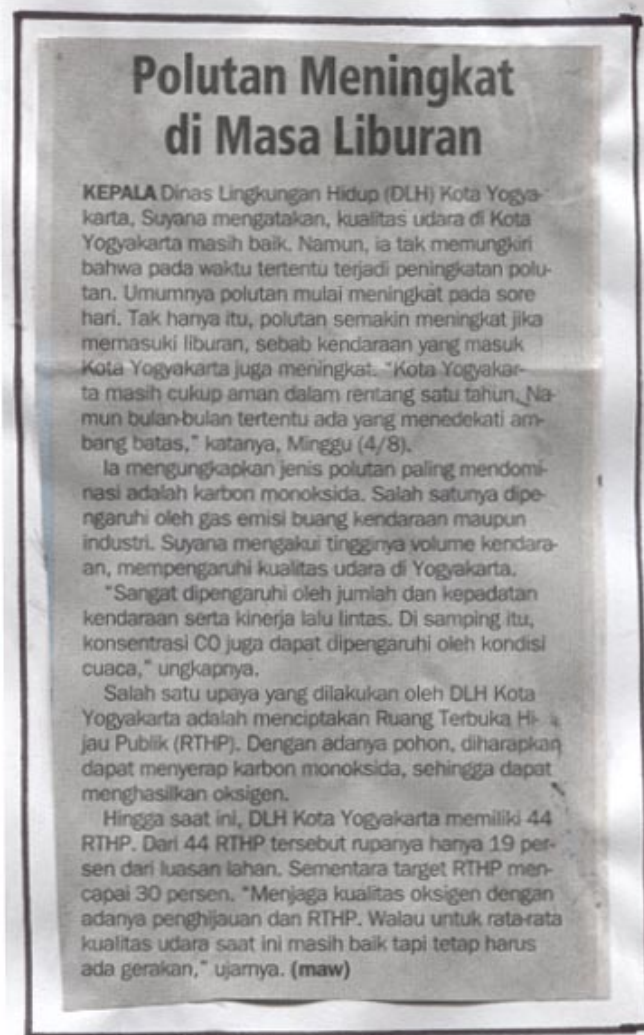 Polutan Meningkat
di Masa Liburan
KEPALA Dinas Lingkungan Hidup (DLH) Kota Yogya-
karta, Suyana mengatakan, kualitas udara di Kota
Yogyakarta masih baik. Namun, ia tak memungkiri
bahwa pada waktu tertentu terjadi peningkatan polu-
tan. Umumnya polutan mulai meningkat pada sore
hari. Tak hanya itu, polutan semakin meningkat jika
memasuki liburan, sebab kendaraan yang masuk
Kota Yogyakarta juga meningkat. "Kota Yogyakar-
ta masih cukup aman dalam rentang satu tahun. Na-
mun bulan-bulan tertentu ada yang menedekati am-
bang batas," katanya, Minggu (4/8).
Ia mengungkapkan jenis polutan paling mendomi-
nasi adalah karbon monoksida. Salah satunya dipe-
ngaruhi oleh gas emisi buang kendaraan maupun
industri. Suyana mengakui tingginya volume kendara-
an, mempengaruhi kualitas udara di Yogyakarta.
"Sangat dipengaruhi oleh jumlah dan kepadatan
kendaraan serta kinerja lalu lintas. Di samping itu,
konsentrasi CO juga dapat dipengaruhi oleh kondisi
cuaca," ungkapnya.
Salah satu upaya yang dilakukan oleh DLH Kota
Yogyakarta adalah menciptakan Ruang Terbuka Hi-
jau Publik (RTHP). Dengan adanya pohon, diharapkan
dapat menyerap karbon monoksida, sehingga dapat
menghasilkan oksigen.
Hingga saat ini, DLH Kota Yogyakarta memiliki 44
RTHP. Dari 44 RTHP tersebut rupanya hanya 19 per-
sen dari luasan lahan. Sementara target RTHP men-
capai 30 persen. "Menjaga kualitas oksigen dengan
adanya penghijauan dan RTHP. Walau untuk rata-rata
kualitas udara saat ini masih baik tapi tetap harus
ada gerakan," ujarnya. (maw)